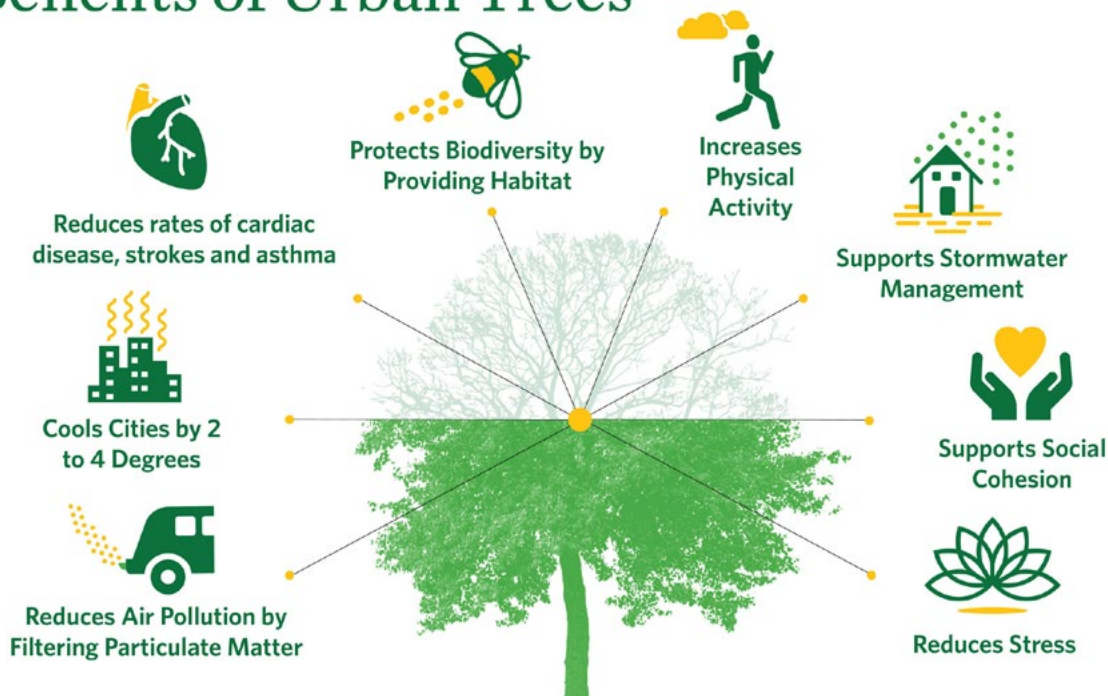 Benefits of Urban Trees
Reduces rates of cardiac
disease, strokes and asthma
Protects Biodiversity by
Providing Habitat
Increases
Physical
Activity
Supports Stormwater
Management
Cools Cities by 2
to 4 Degrees
Supports Social
Cohesion
Reduces Air Pollution by
Filtering Particulate Matter
Reduces Stress